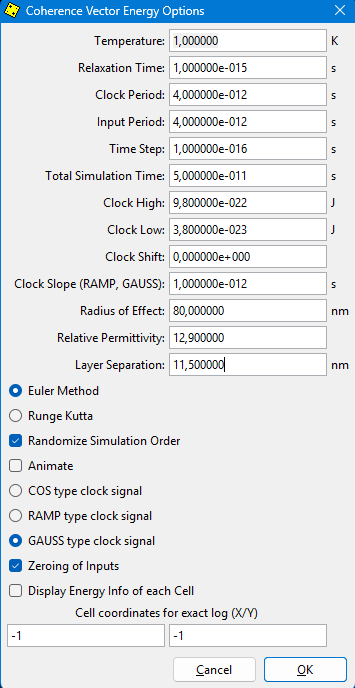 Coherence Vector Energy Options
Temperature: 1,000000 K
Relaxation Time: 1,000000e-015 s
Clock Period: 4,000000e-012 s
Input Period: 4,000000e-012 s
Time Step: 1,000000e-016 s
Total Simulation Time: 5,000000e-011 s
Clock High: 9,800000e-022 J
Clock Low: 3,800000e-023 J
Clock Shift: 0,000000e+000
Clock Slope (RAMP, GAUSS): 1,000000e-012 s
Radius of Effect: 80,000000 nm
Relative Permittivity: 12,900000
Layer Separation: 11,500000 nm
Euler Method
Runge Kutta
Randomize Simulation Order
Animate
COS type clock signal
RAMP type clock signal
GAUSS type clock signal
Zeroing of Inputs
Display Energy Info of each Cell
Cell coordinates for exact log (X/Y)
-1 -1
Cancel OK